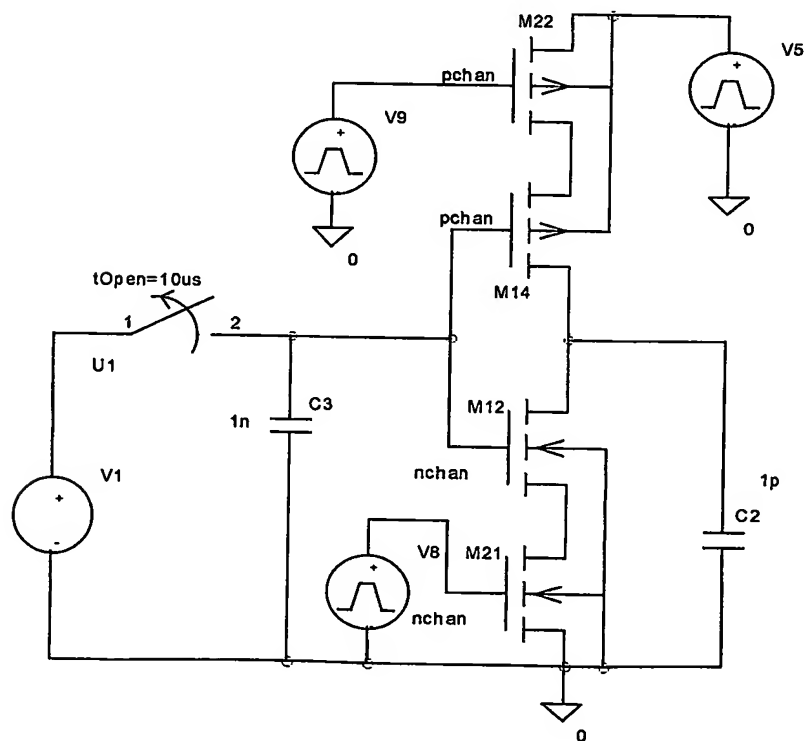 M22
V5
+
pchan
V9
+
0
pchan
0
tOpen=10us
M14
1
2
U1
M12
C3
1n
nchan
V1
1p
+
C2
V8
M21
-
+
nchan
0